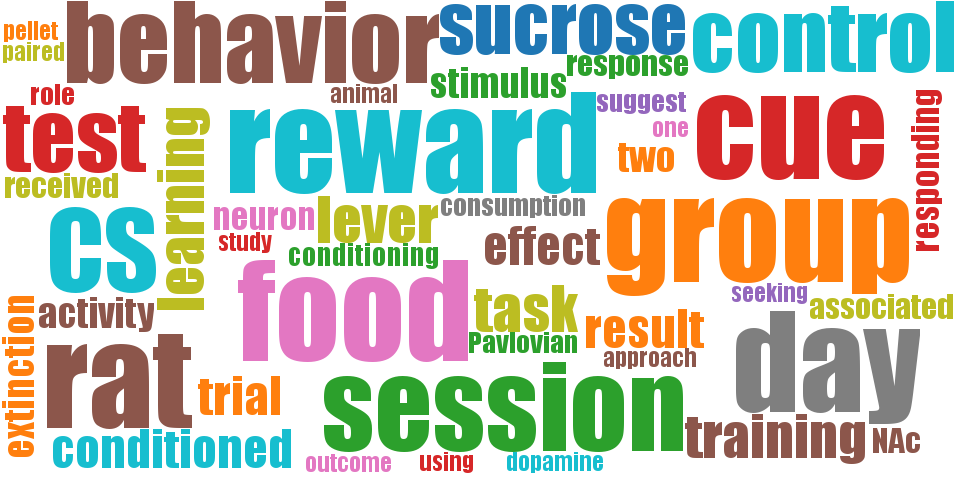 pellet
paired
behavior
sucrose
control
response
stimulus
role
animal
suggest
test
reward
one
cue
responding
two
received
learning
neuron
lever
consumption
cs
group
study
effect
conditioning
food
seeking
task
associated
extinction
activity
result
Pavlovian
day
approach
rat
session
trial
training
NAc
conditioned
outcome
using
dopamine